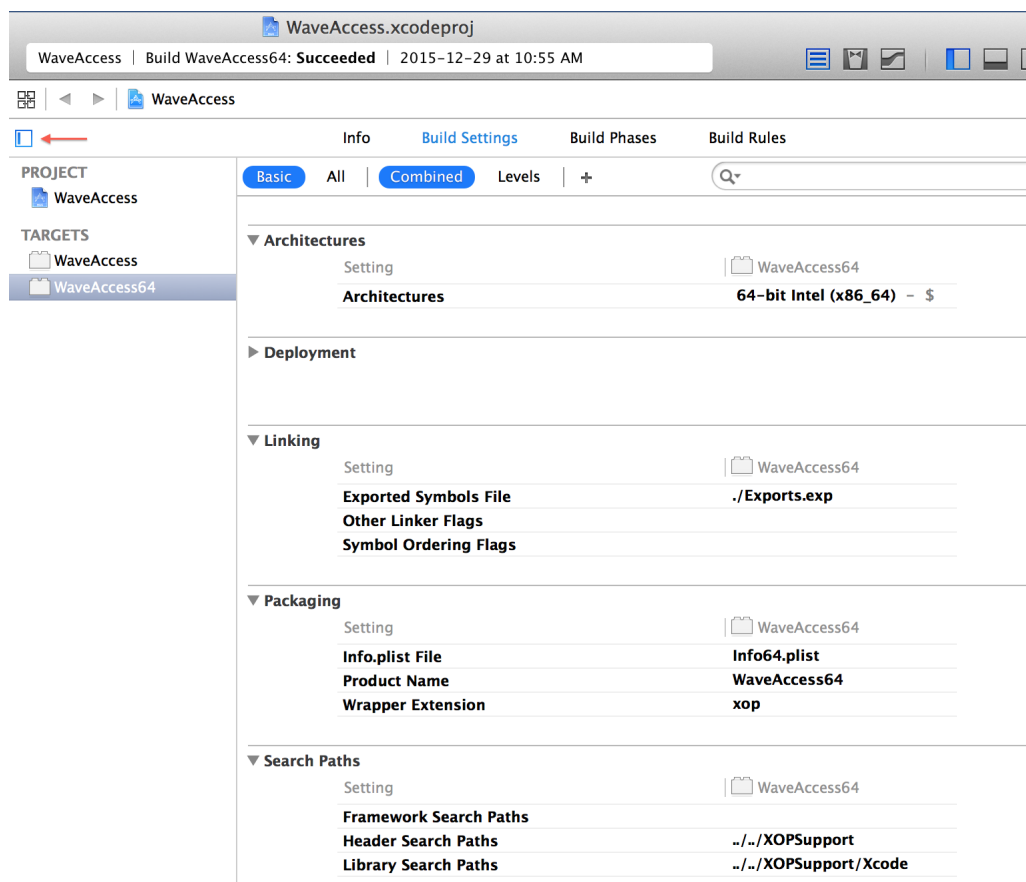 WaveAccess.xcodeproj
WaveAccess | Build WaveAccess64: Succeeded | 2015-12-29 at 10:55 AM
WaveAccess
Info Build Settings Build Phases Build Rules
PROJECT
WaveAccess
TARGETS
WaveAccess
WaveAccess64
Basic All | Combined Levels | +
Architectures
Setting WaveAccess64
Architectures 64-bit Intel (x86_64) – $
Deployment
Linking
Setting WaveAccess64
Exported Symbols File ./Exports.exp
Other Linker Flags
Symbol Ordering Flags
Packaging
Setting WaveAccess64
Info.plist File Info64.plist
Product Name WaveAccess64
Wrapper Extension xop
Search Paths
Setting WaveAccess64
Framework Search Paths
Header Search Paths ../../XOPSupport
Library Search Paths ../../XOPSupport/Xcode